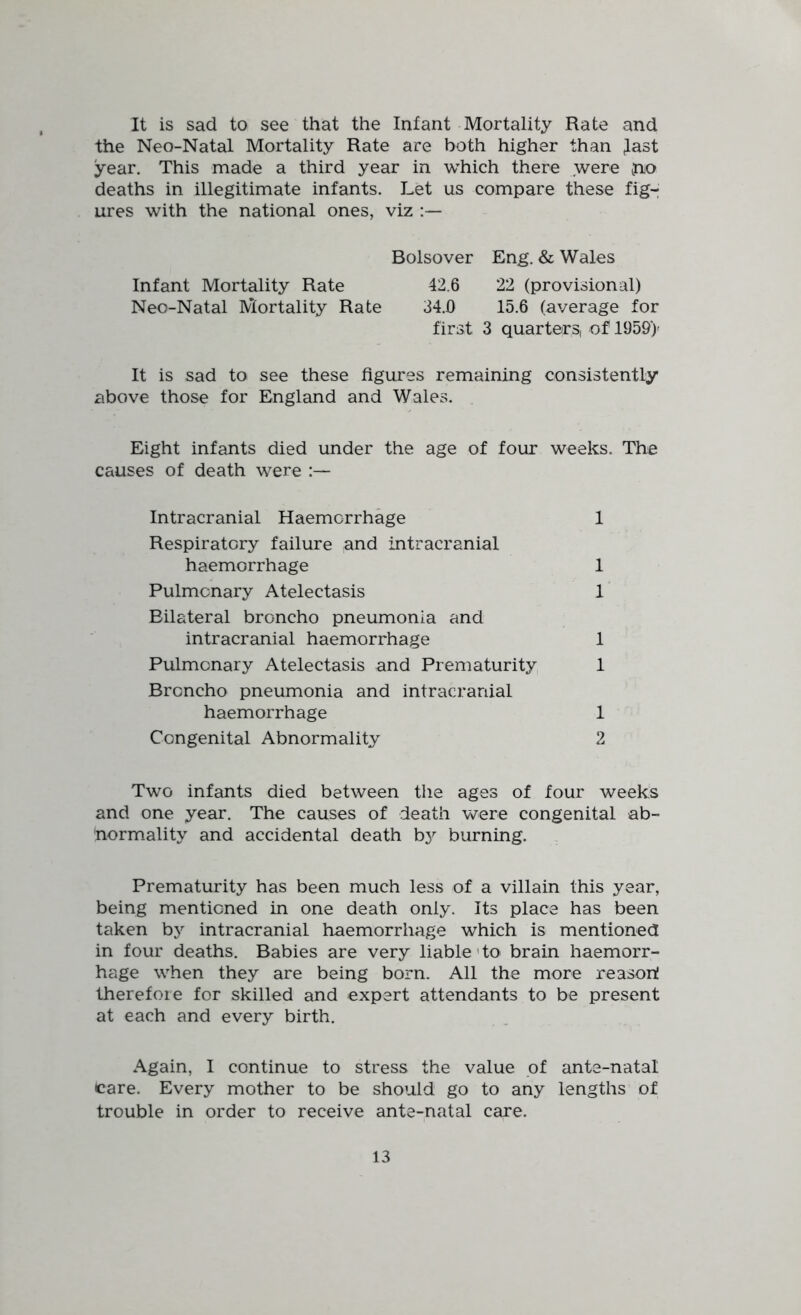 It is sad to see that the Infant Mortality Rate and
the Neo-Natal Mortality Rate are both higher than last
year. This made a third year in which there were no
deaths in illegitimate infants. Let us compare these fig-
ures with the national ones, viz :—
Bolsover Eng. & Wales
Infant Mortality Rate 42.6 22 (provisional)
Neo-Natal Mortality Rate 34.0 15.6 (average for
first 3 quarters, of 1959)
It is sad to see these figures remaining consistently
above those for England and Wales.
Eight infants died under the age of four weeks. The
causes of death were :—
Intracranial Haemorrhage 1
Respiratory failure and intracranial
haemorrhage 1
Pulmonary Atelectasis 1
Bilateral broncho pneumonia and
intracranial haemorrhage 1
Pulmonary Atelectasis and Prematurity 1
Broncho pneumonia and intracranial
haemorrhage 1
Congenital Abnormality 2
Two infants died between the ages of four weeks
and one year. The causes of death were congenital ab-
normality and accidental death by burning.
Prematurity has been much less of a villain this year,
being mentioned in one death only. Its place has been
taken by intracranial haemorrhage which is mentioned
in four deaths. Babies are very liable to brain haemorr-
hage when they are being born. All the more reason
therefore for skilled and expert attendants to be present
at each and every birth.
Again, I continue to stress the value of ante-natal
care. Every mother to be should go to any lengths of
trouble in order to receive ante-natal care.
13